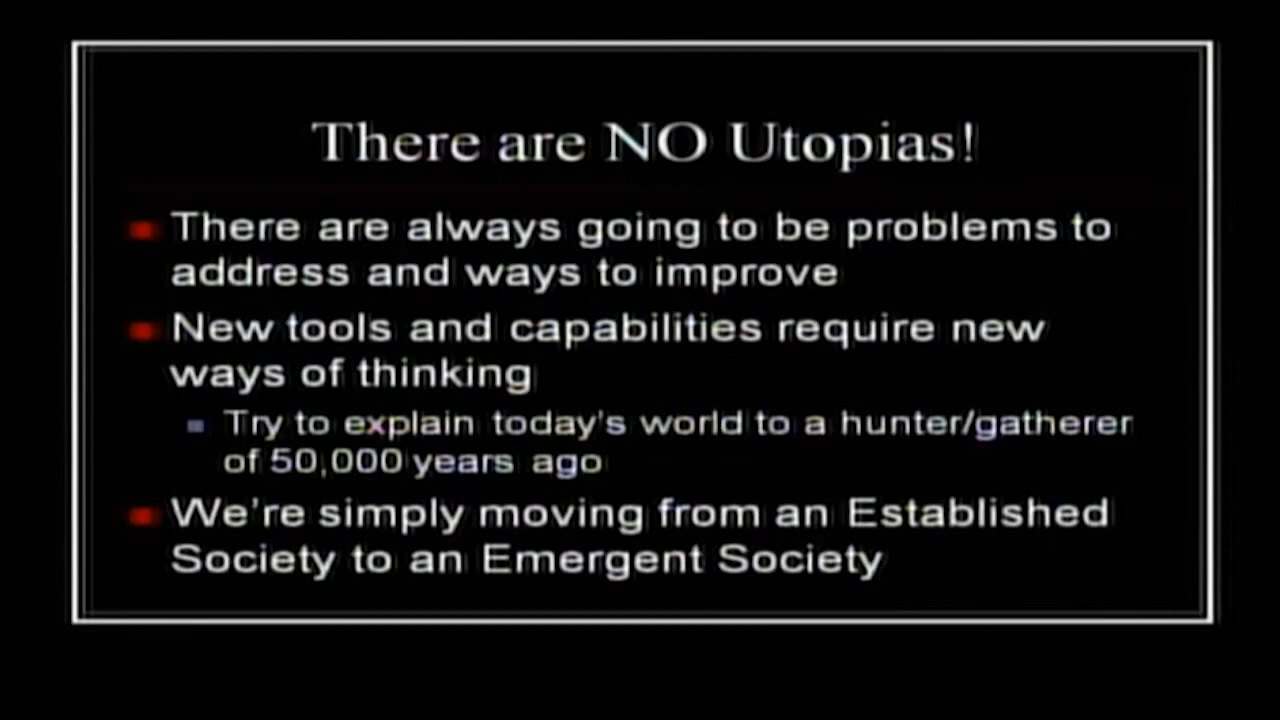 There are NO Utopias!
There are always going to be problems to
address and ways to improve
New tools and capabilities require new
ways of thinking
Try to explain today's world to a hunter/gatherer
of 50,000 years ago
We're simply moving from an Established
Society to an Emergent Society